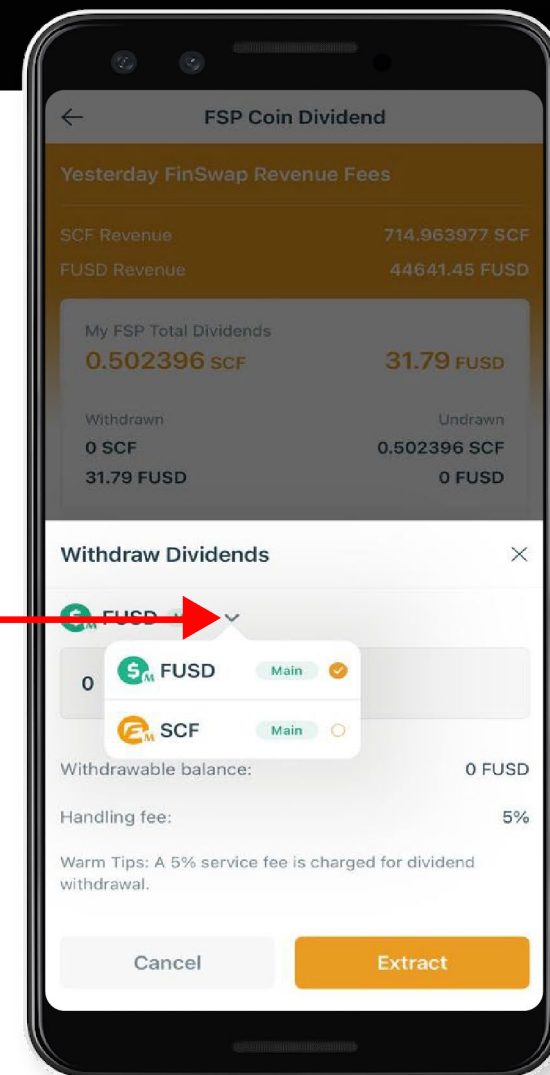 FSP Coin Dividend
Yesterday FinSwap Revenue Fees
SCF Revenue 714.963977 SCF
FUSD Revenue 44641.45 FUSD
My FSP Total Dividends
0.502396 SCF 31.79 FUSD
Withdrawn Undrawn
0 SCF 0.502396 SCF
31.79 FUSD 0 FUSD
Withdraw Dividends
FUSD
0
FUSD Main
SCF Main
Withdrawable balance: 0 FUSD
Handling fee: 5%
Warm Tips: A 5% service fee is charged for dividend
withdrawal.
Cancel Extract